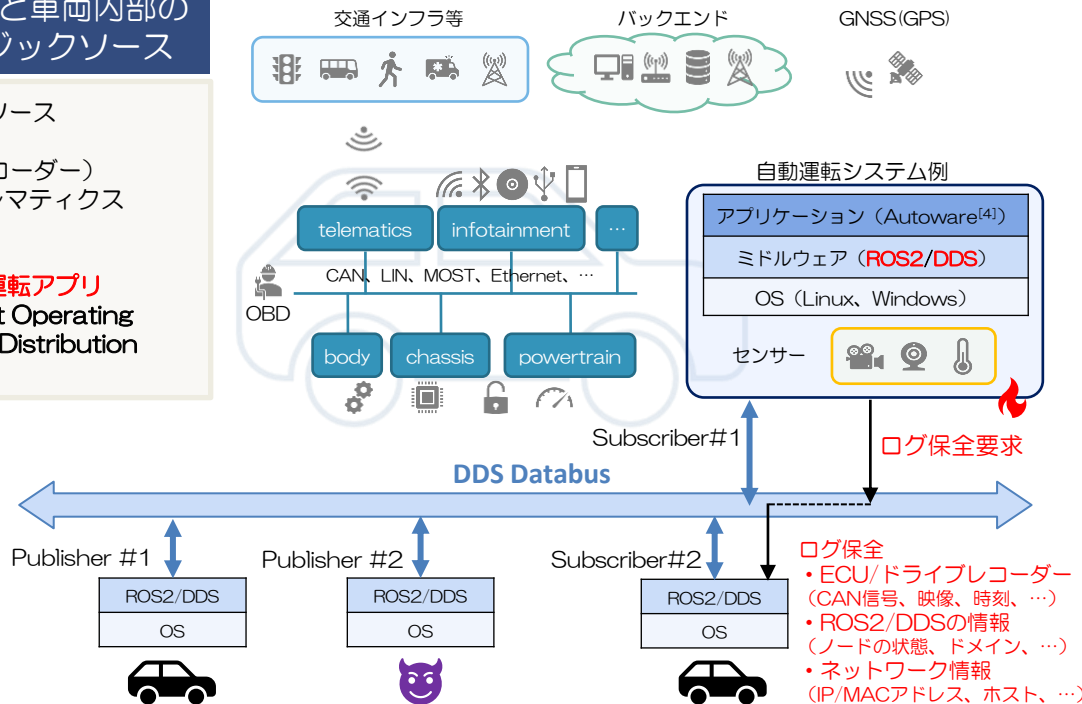 と車両内部の
ジックソース
ソース
コーダー）
マティクス
転アプリ
t Operating
Distribution
交通インフラ等
バックエンド
GNSS(GPS)
telematics
infotainment
…
CAN、LIN、MOST、Ethernet、…
OBD
body
chassis
powertrain
自動運転システム例
アプリケーション（Autoware[4]）
ミドルウェア（ROS2/DDS）
OS（Linux、Windows）
センサー
Subscriber#1
ログ保全要求
DDS Databus
Publisher #1
Publisher #2
Subscriber#2
ROS2/DDS
OS
ROS2/DDS
OS
ROS2/DDS
OS
ログ保全
・ECU/ドライブレコーダー
（CAN信号、映像、時刻、…）
・ROS2/DDSの情報
（ノードの状態、ドメイン、…）
・ネットワーク情報
（IP/MACアドレス、ホスト、…）